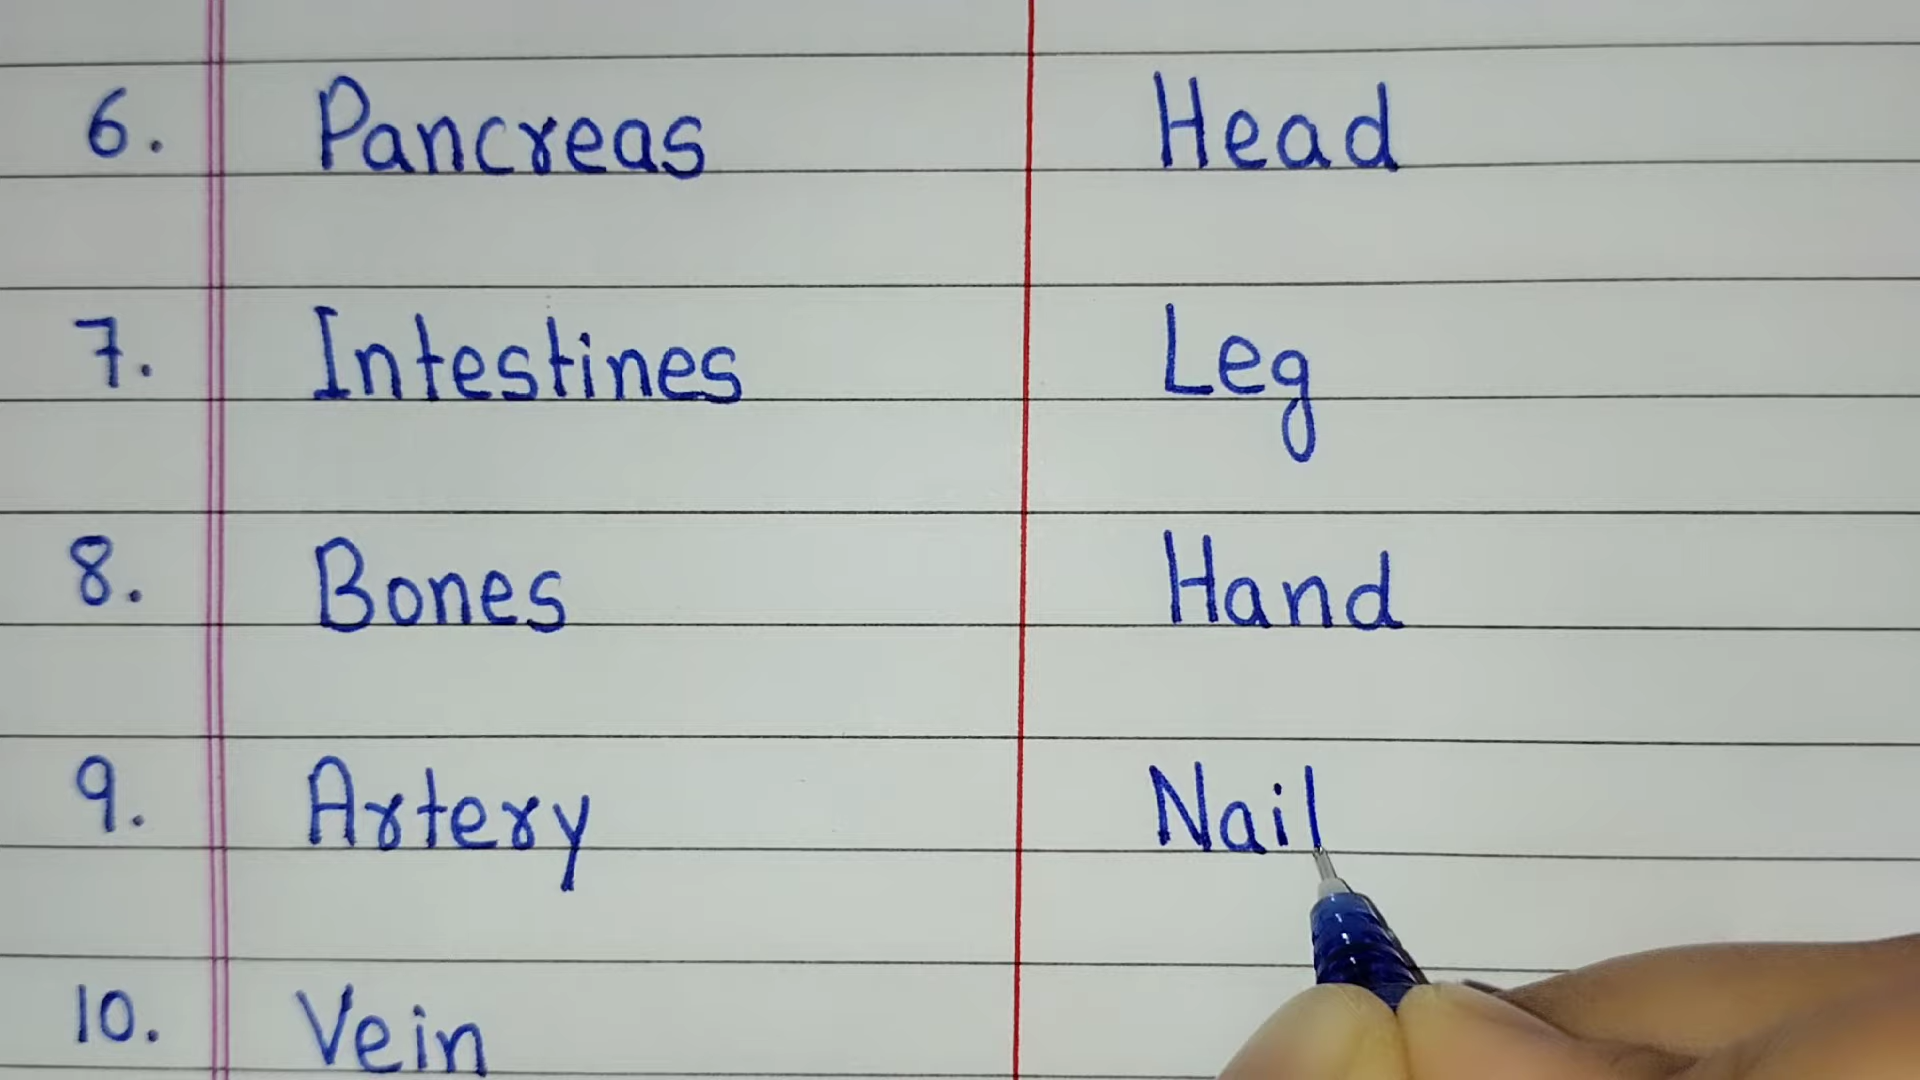 6. Pancreas Head
7. Intestines Leg
8. Bones Hand
9. Artery Nail
10. Vein